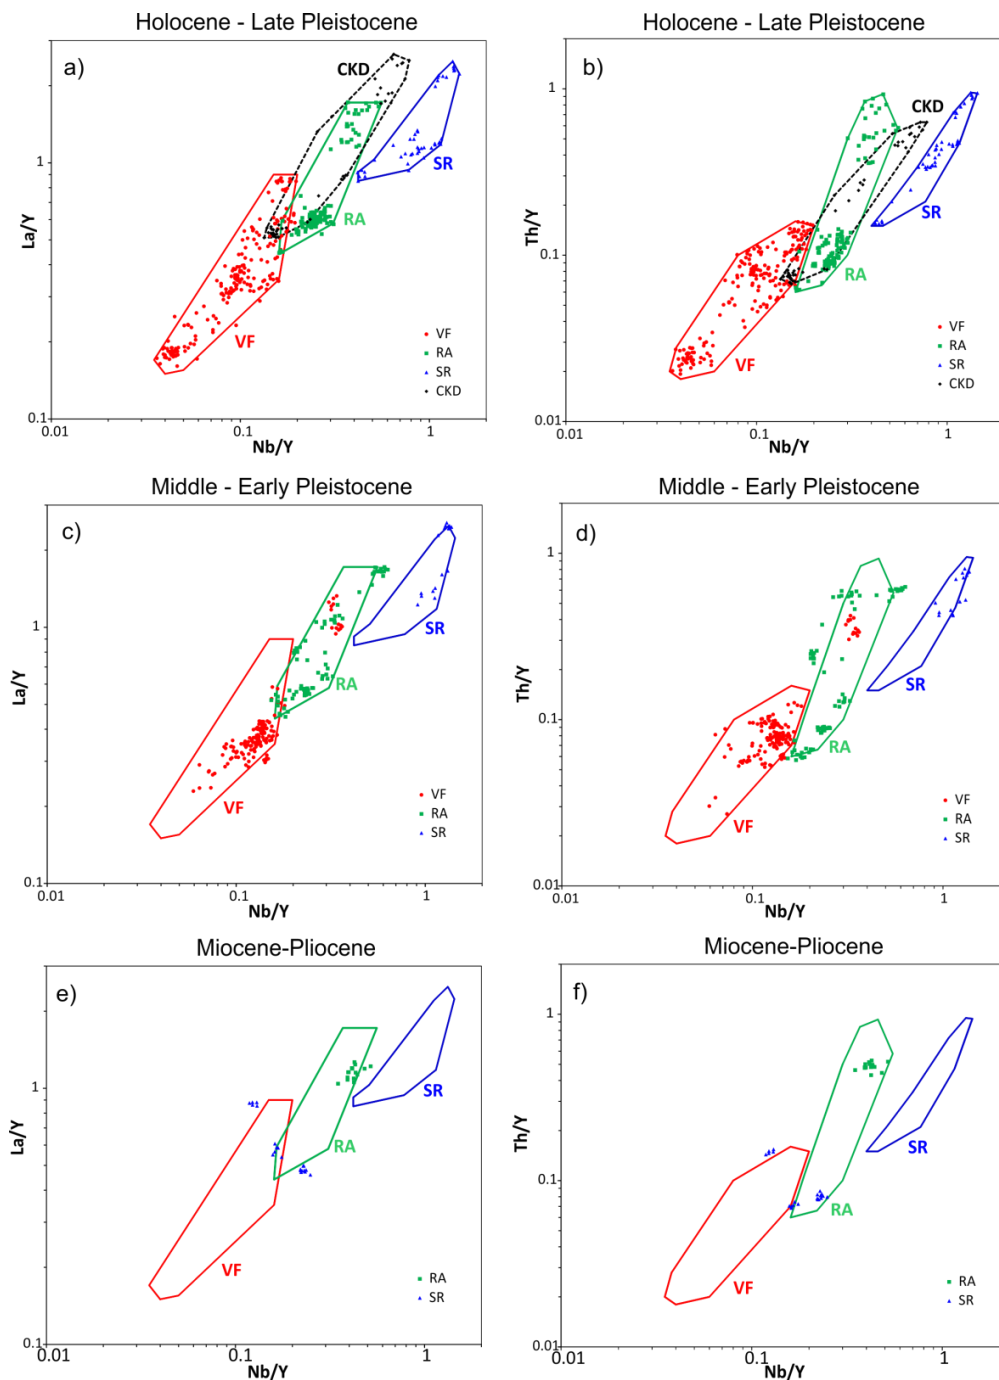 Holocene - Late Pleistocene
a)
CKD
SR
RA
VF
VF
RA
SR
CKD
La/Y
1
0.1
0.01
0.1
1
Nb/Y
Holocene - Late Pleistocene
b)
CKD
SR
RA
VF
VF
RA
SR
CKD
Th/Y
1
0.1
0.01
0.01
0.1
1
Nb/Y
Middle - Early Pleistocene
c)
SR
RA
VF
VF
RA
SR
La/Y
1
0.1
0.01
0.1
1
Nb/Y
Middle - Early Pleistocene
d)
SR
RA
VF
VF
RA
SR
Th/Y
1
0.1
0.01
0.01
0.1
1
Nb/Y
Miocene-Pliocene
e)
SR
RA
VF
RA
SR
La/Y
1
0.1
0.01
0.1
1
Nb/Y
Miocene-Pliocene
f)
SR
RA
VF
RA
SR
Th/Y
1
0.1
0.01
0.01
0.1
1
Nb/Y